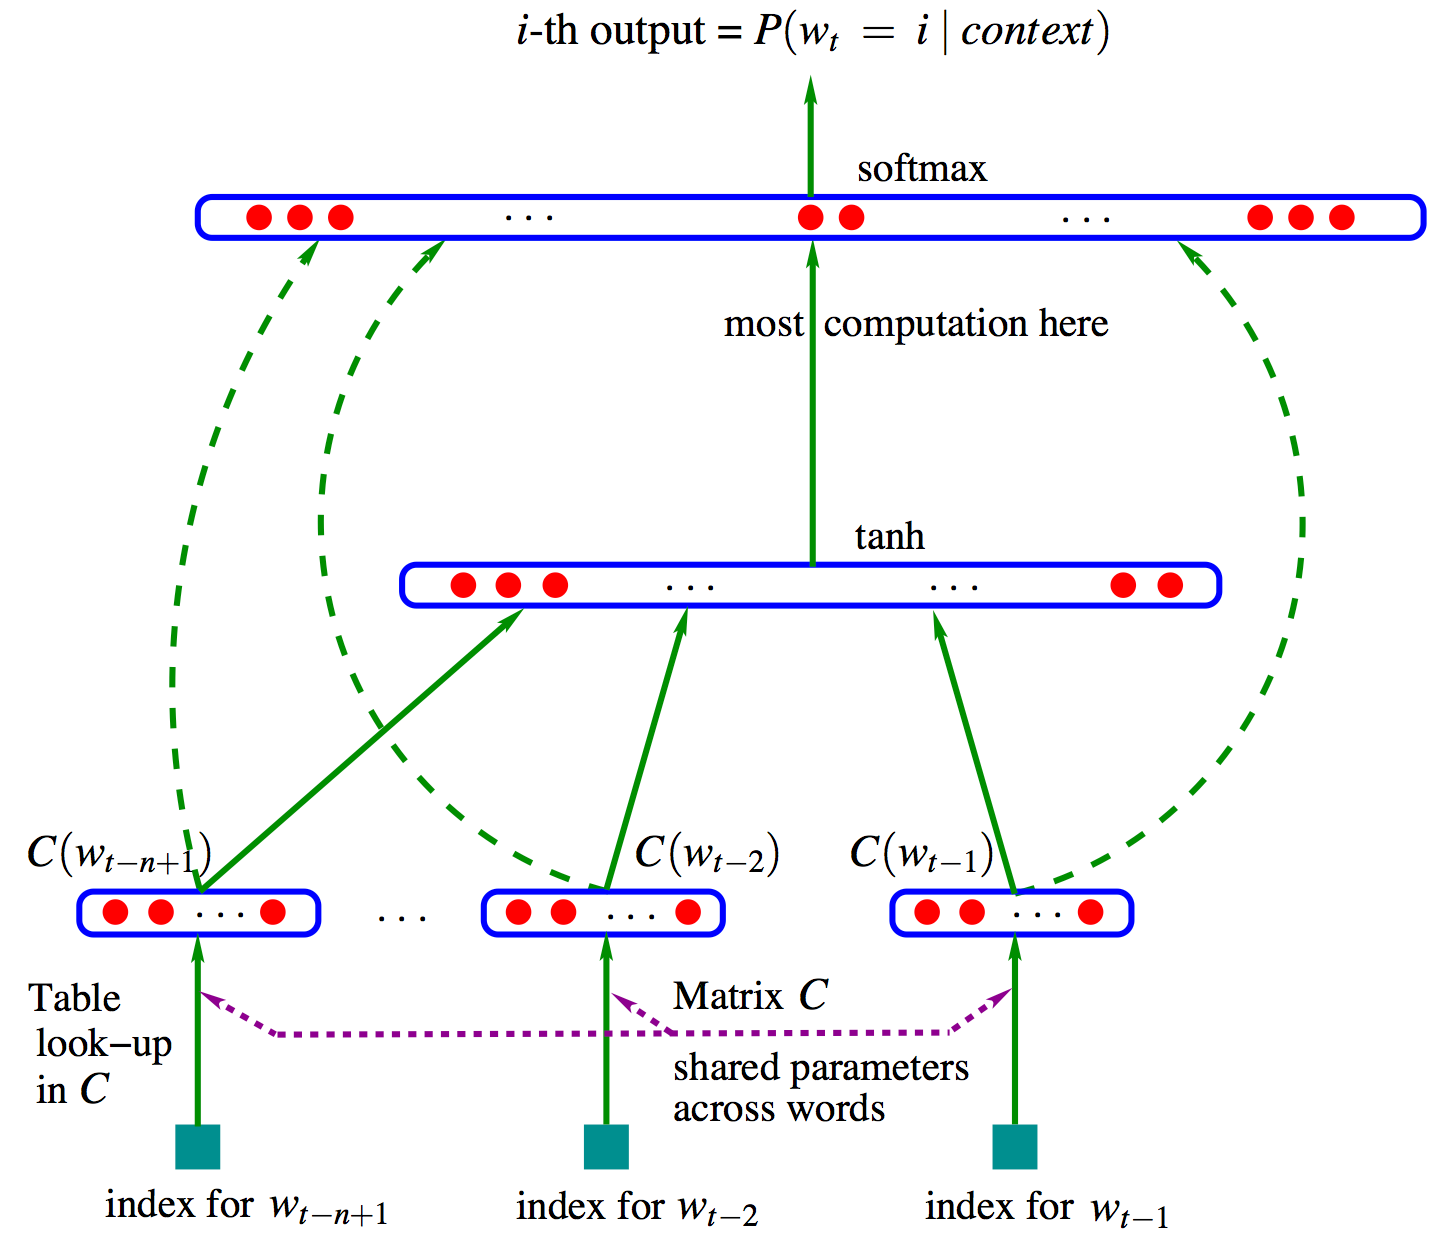 i-th output = P(w_t = i | context)
softmax
. . .
. . .
most computation here
tanh
. . .
. . .
C(w_{t−n+1})
C(w_{t−2})
C(w_{t−1})
. . .
. . .
. . .
. . .
Table
look−up
in C
Matrix C
shared parameters
across words
index for w_{t−n+1}
index for w_{t−2}
index for w_{t−1}